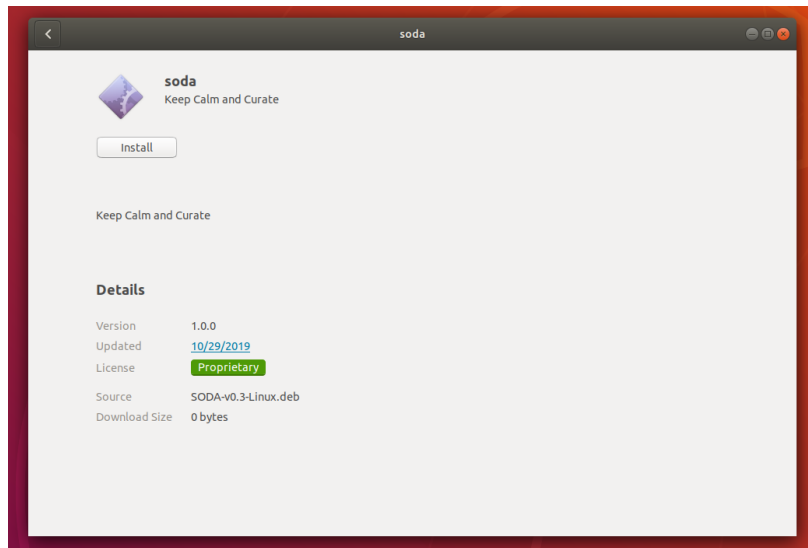 soda
soda
Keep Calm and Curate
Install
Keep Calm and Curate
Details
Version 1.0.0
Updated 10/29/2019
License Proprietary
Source SODA-v0.3-Linux.deb
Download Size 0 bytes